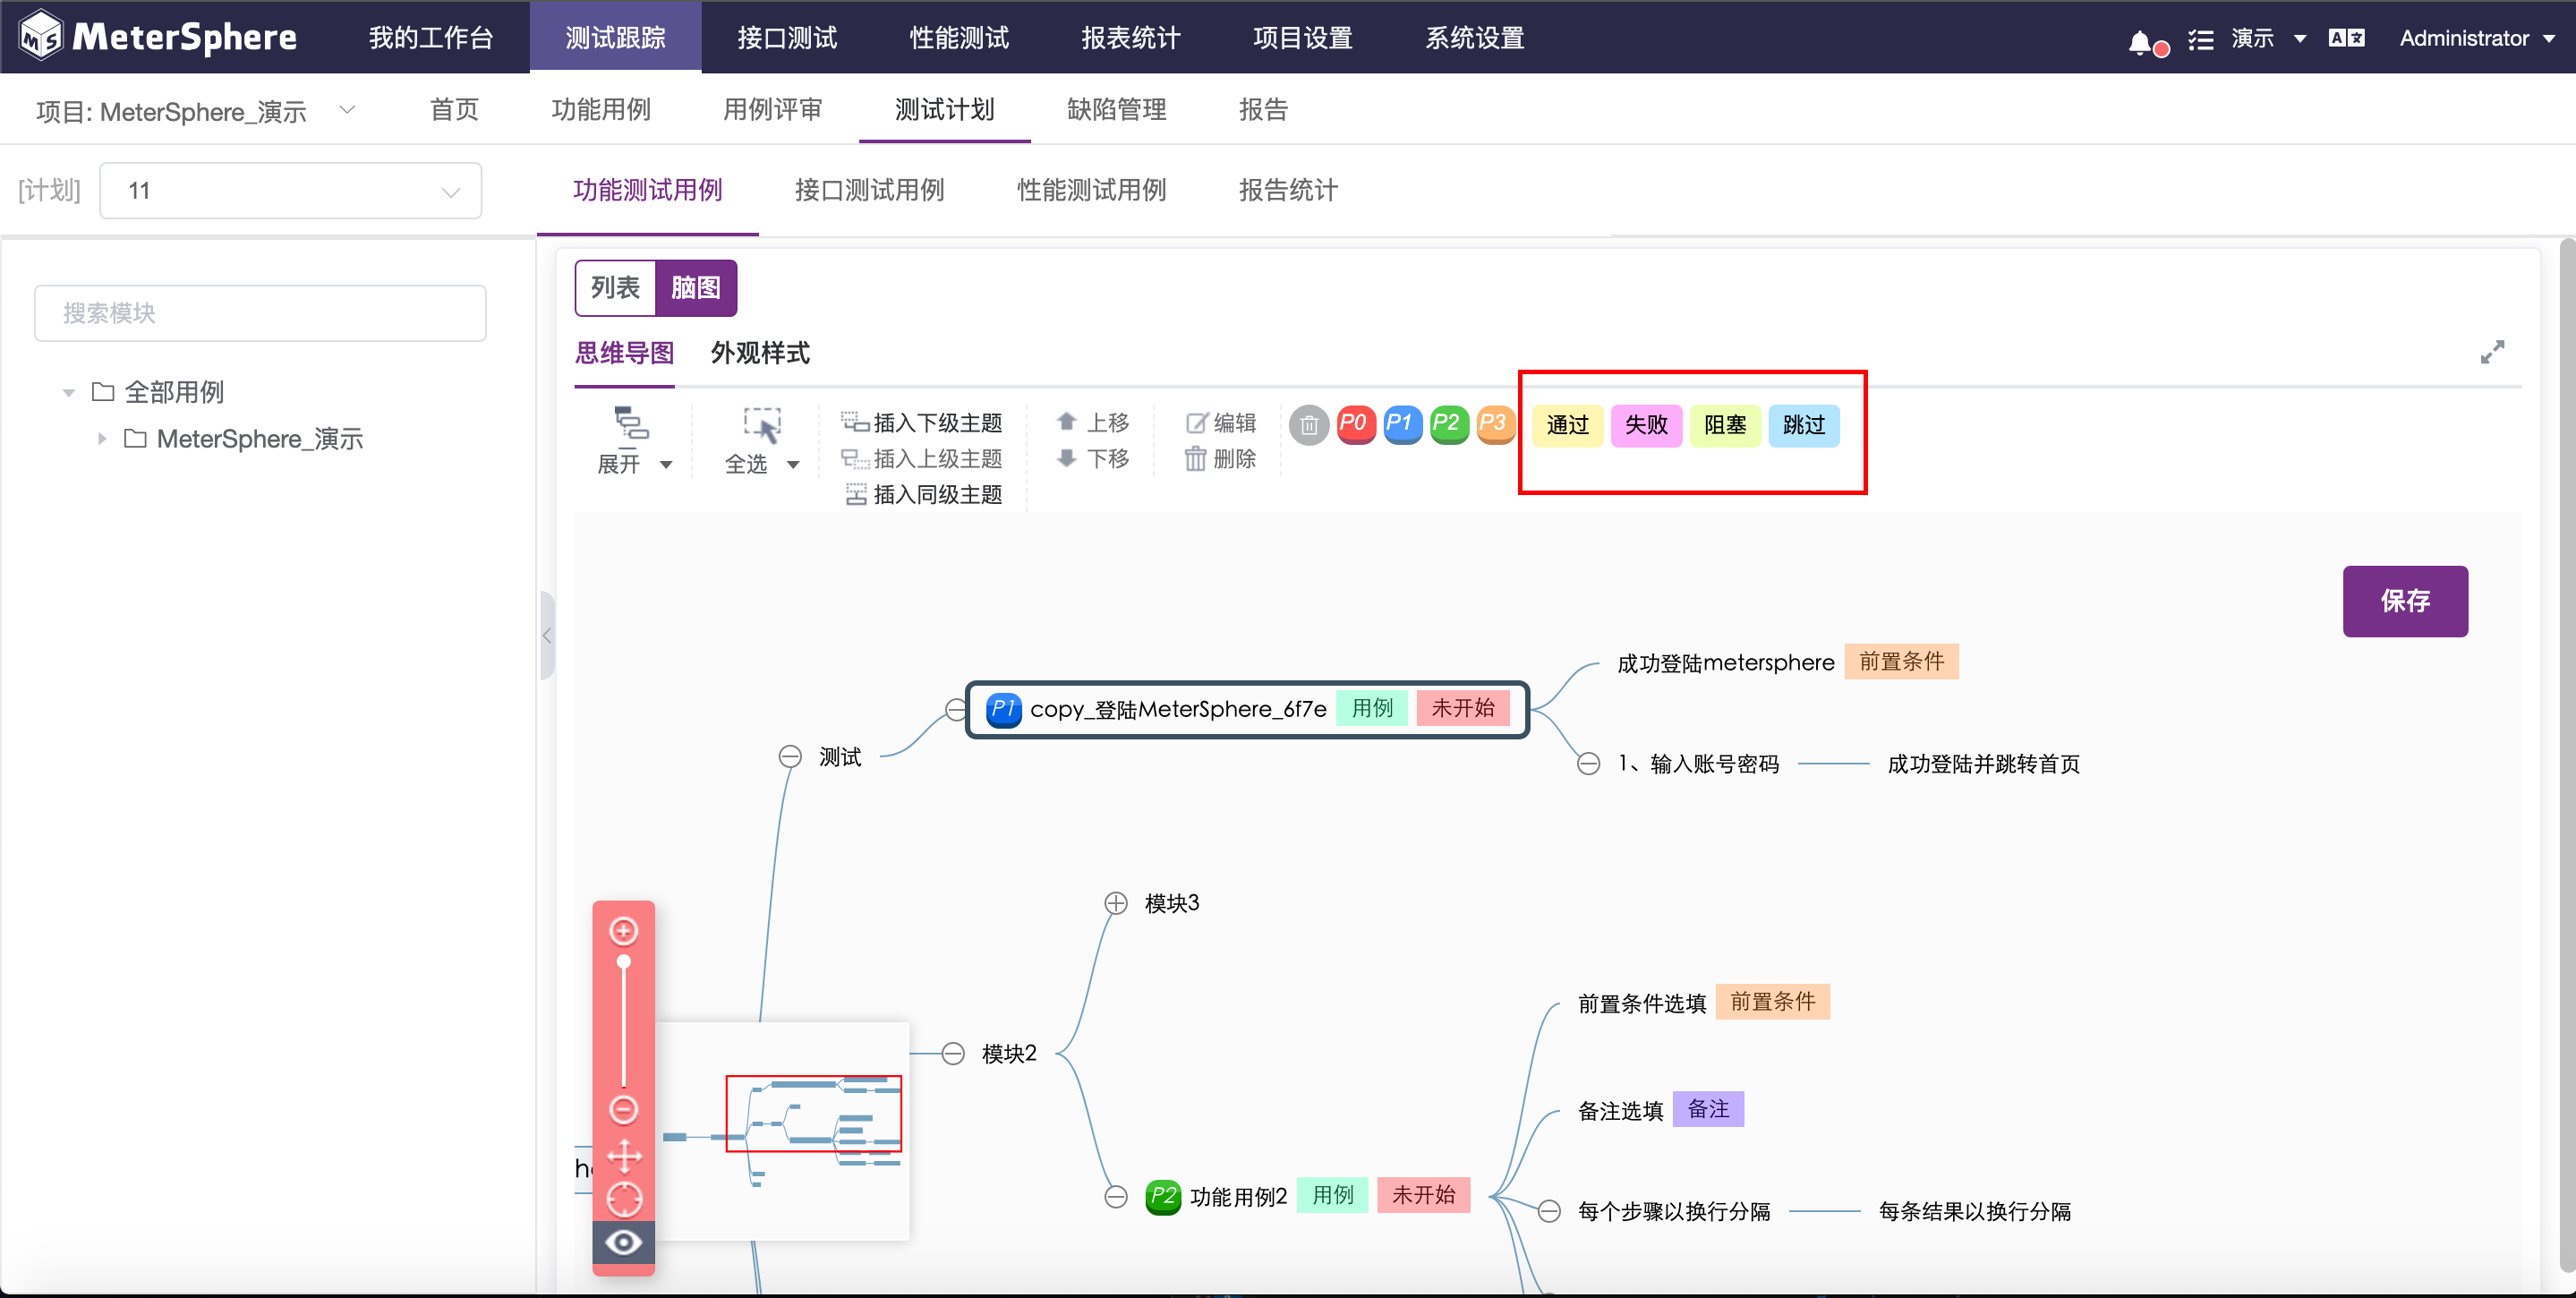 MeterSphere 我的工作台 测试跟踪 接口测试 性能测试 报表统计 项目设置 系统设置 演示 Administrator
项目: MeterSphere_演示 首页 功能用例 用例评审 测试计划 缺陷管理 报告
[计划] 11 功能测试用例 接口测试用例 性能测试用例 报告统计
列表 脑图
搜索模块
思维导图 外观样式
全部用例
MeterSphere_演示
展开 全选
插入下级主题
插入上级主题
插入同级主题
上移
下移
编辑
删除
P0 P1 P2 P3 通过 失败 阻塞 跳过
保存
成功登陆metersphere 前置条件
P1 copy_登陆MeterSphere_6f7e 用例 未开始
测试
1、输入账号密码 成功登陆并跳转首页
模块3
前置条件选填 前置条件
模块2
备注选填 备注
P2 功能用例2 用例 未开始
每个步骤以换行分隔 每条结果以换行分隔